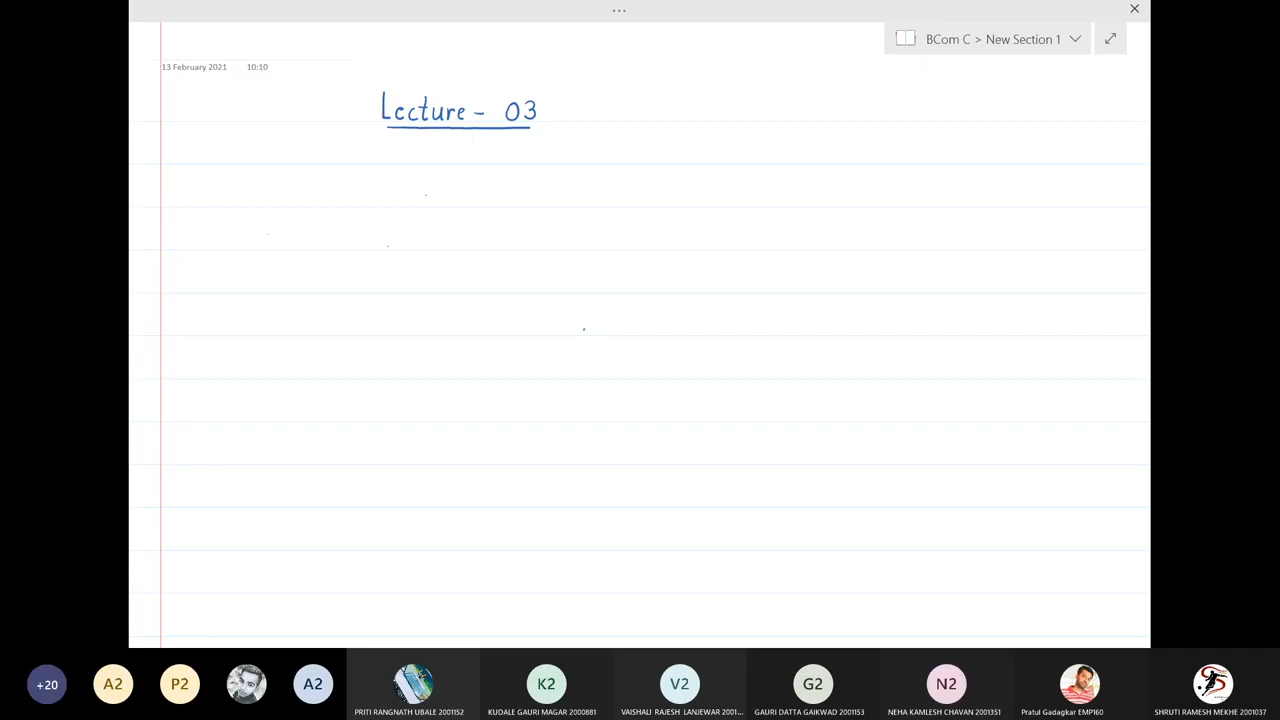 ...
BCom C > New Section 1
13 February 2021 10:10
Lecture - 03
+20 A2 P2 A2 K2 V2 G2 N2
PRITI RANGNATH UBALE 2001152 KUDALE GAURI MAGAR 2000881 VAISHALI RAJESH LANJEWAR 2001... GAURI DATTA GAIKWAD 2001153 NEHA KAMLESH CHAVAN 2001351 Pratul Gadagkar EMP160 SHRUTI RAMESH MEKHE 2001037